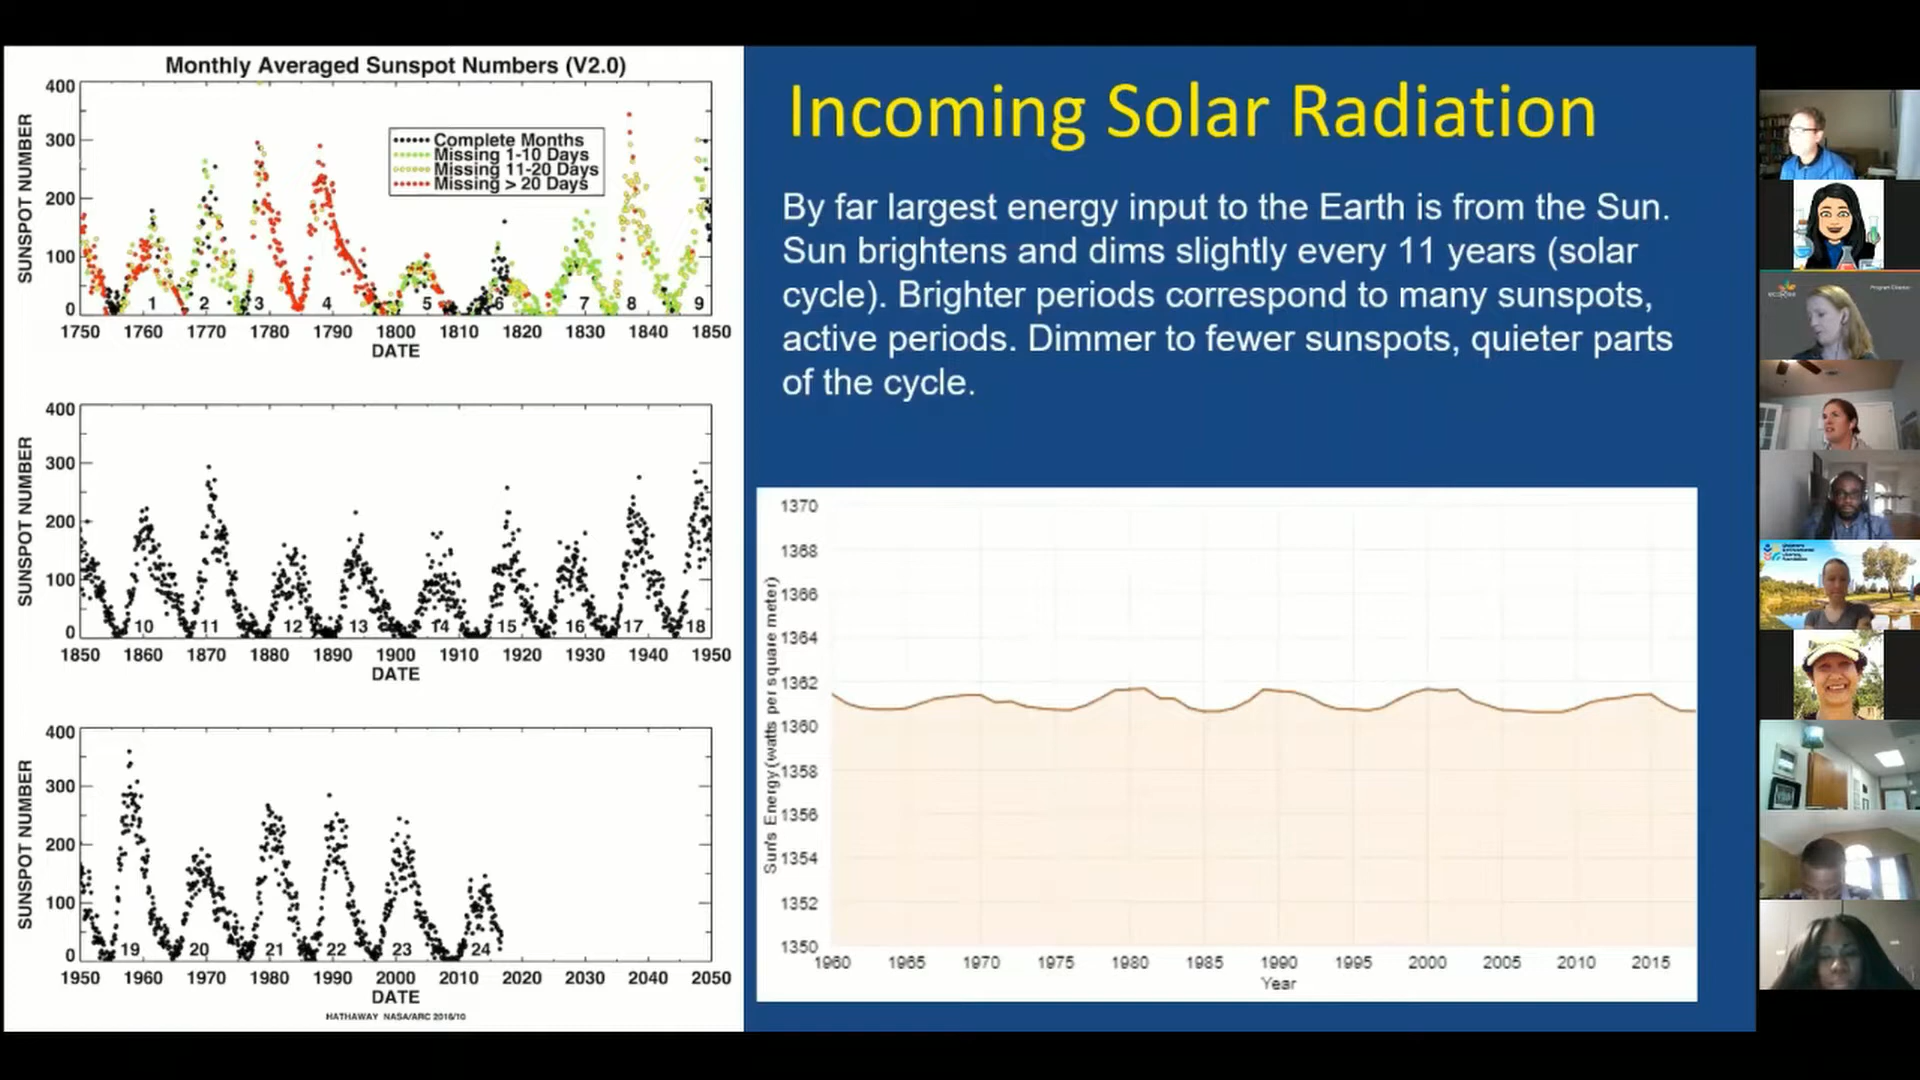 Monthly Averaged Sunspot Numbers (V2.0)
SUNSPOT NUMBER
400
300
200
100
0
Complete Months
Missing 1-10 Days
Missing 11-20 Days
Missing > 20 Days
1 2 3 4 5 6 7 8 9
1750 1760 1770 1780 1790 1800 1810 1820 1830 1840 1850
DATE
SUNSPOT NUMBER
400
300
200
100
0
10 11 12 13 14 15 16 17 18
1850 1860 1870 1880 1890 1900 1910 1920 1930 1940 1950
DATE
SUNSPOT NUMBER
400
300
200
100
0
19 20 21 22 23 24
1950 1960 1970 1980 1990 2000 2010 2020 2030 2040 2050
DATE
HATHAWAY NASA/ARC 2016/10
Incoming Solar Radiation
By far largest energy input to the Earth is from the Sun.
Sun brightens and dims slightly every 11 years (solar
cycle). Brighter periods correspond to many sunspots,
active periods. Dimmer to fewer sunspots, quieter parts
of the cycle.
Sun's Energy (watts per square meter)
1370
1368
1366
1364
1362
1360
1358
1356
1354
1352
1350
1960 1965 1970 1975 1980 1985 1990 1995 2000 2005 2010 2015
Year